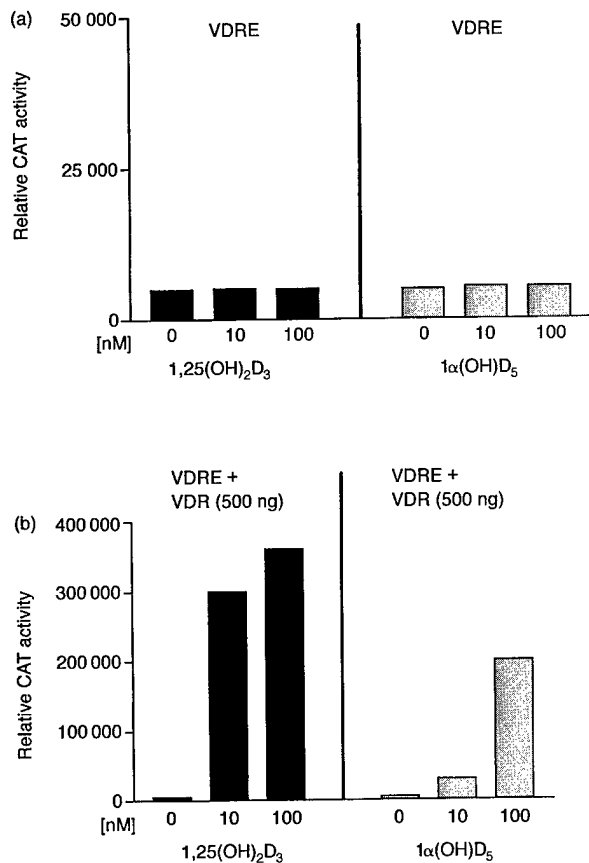 (a)
50 000
VDRE
VDRE
Relative CAT activity
25 000
0
[nM]
0 10 100
0 10 100
1,25(OH)₂D₃
1α(OH)D₅
(b)
VDRE +
VDR (500 ng)
VDRE +
VDR (500 ng)
400 000
300 000
Relative CAT activity
200 000
100 000
0
[nM]
0 10 100
0 10 100
1,25(OH)₂D₃
1α(OH)D₅